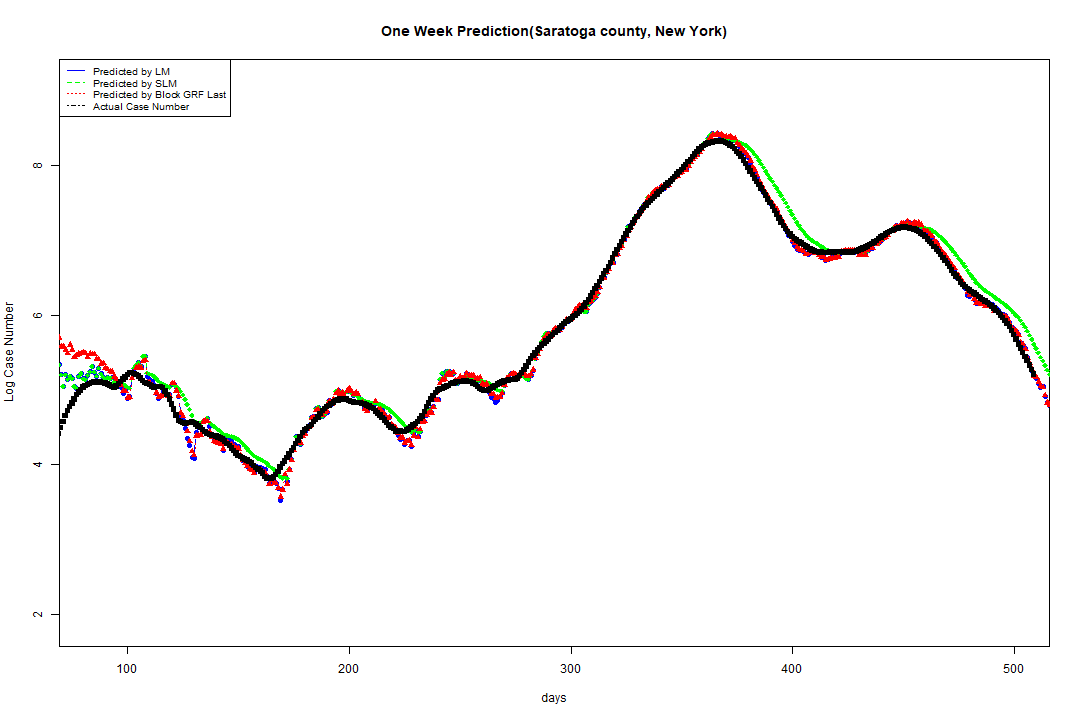 One Week Prediction(Saratoga county, New York)
Predicted by LM
Predicted by SLM
Predicted by Block GRF Last
Actual Case Number
Log Case Number
8
6
4
2
100 200 300 400 500
days